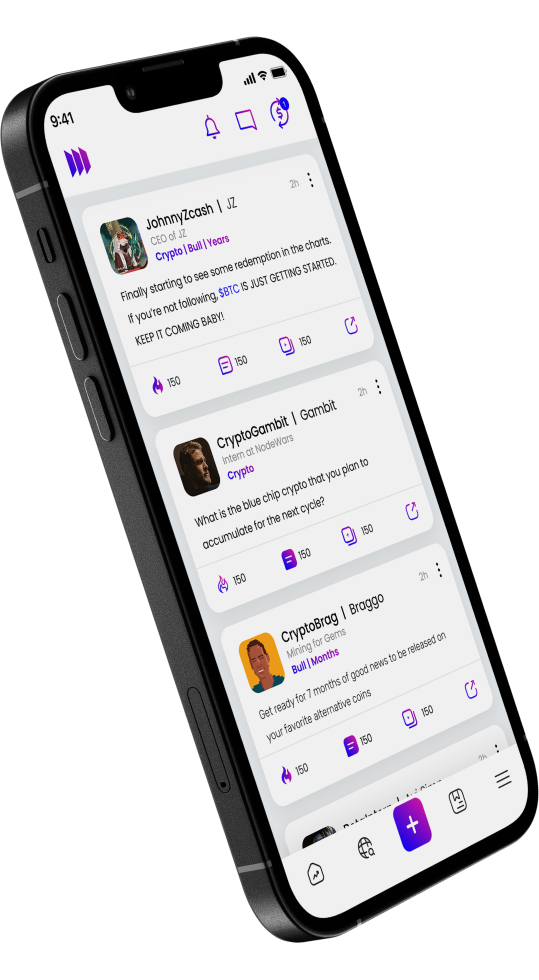 9:41
1
JohnnyZcash | JZ
2h
CEO of JZ
Crypto | Bull | Years
Finally starting to see some redemption in the charts.
If you're not following, $BTC IS JUST GETTING STARTED.
KEEP IT COMING BABY!
150 150 150
CryptoGambit | Gambit
2h
Intern at NodeWars
Crypto
What is the blue chip crypto that you plan to
accumulate for the next cycle?
150 150 150
CryptoBrag | Braggo
2h
Mining for Gems
Bull | Months
Get ready for 7 months of good news to be released on
your favorite alternative coins
150 150 150
2h